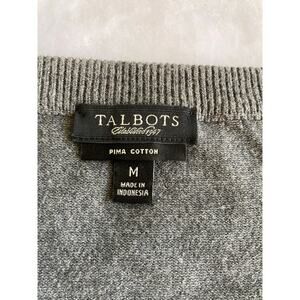 TALBOTS
Established 1947
PIMA COTTON
M
MADE IN
INDONESIA